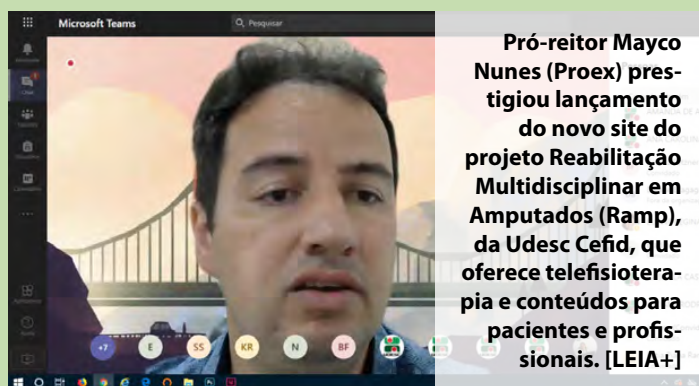 Microsoft Teams
Pesquisar
Pró-reitor Mayco
Nunes (Proex) pres-
tigiou lançamento
do novo site do
projeto Reabilitação
Multidisciplinar em
Amputados (Ramp),
da Udesc Cefid, que
oferece telefisiotera-
pia e conteúdos para
pacientes e profis-
sionais. [LEIA+]
+7 E SS KR N BF